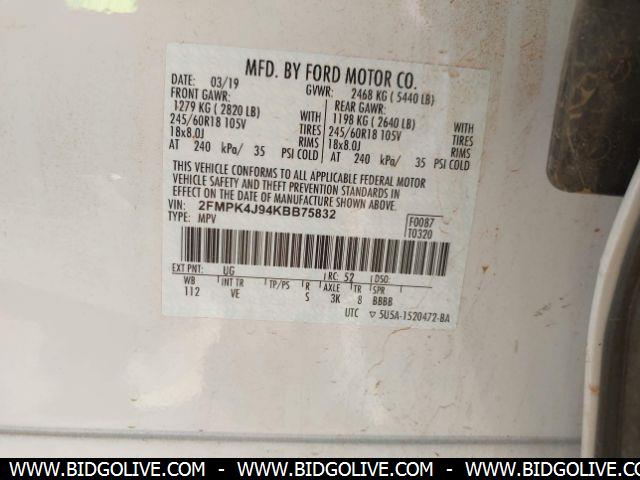 MFD. BY FORD MOTOR CO.
DATE: 03/19 GVWR: 2468 KG ( 5440 LB)
FRONT GAWR: REAR GAWR:
1279 KG ( 2820 LB) 1198 KG ( 2640 LB)
245/60R18 105V WITH TIRES 245/60R18 105V WITH TIRES
18x8.0J RIMS 18x8.0J RIMS
AT 240 kPa/ 35 PSI COLD AT 240 kPa/ 35 PSI COLD
THIS VEHICLE CONFORMS TO ALL APPLICABLE FEDERAL MOTOR
VEHICLE SAFETY AND THEFT PREVENTION STANDARDS IN
EFFECT ON THE DATE OF MANUFACTURE SHOWN ABOVE.
VIN: 2FMPK4J94KBB75832 F0087
TYPE: MPV T0320
EXT PNT: UG RC: 52 DSO:
WB INT TR TP/PS R AXLE TR SPR
112 VE S 3K 8 BBBB
UTC ▽ 5U5A-1520472-BA
WWW.BIDGOLIVE.COM - WWW.BIDGOLIVE.COM - WWW.BIDGOLIVE.COM